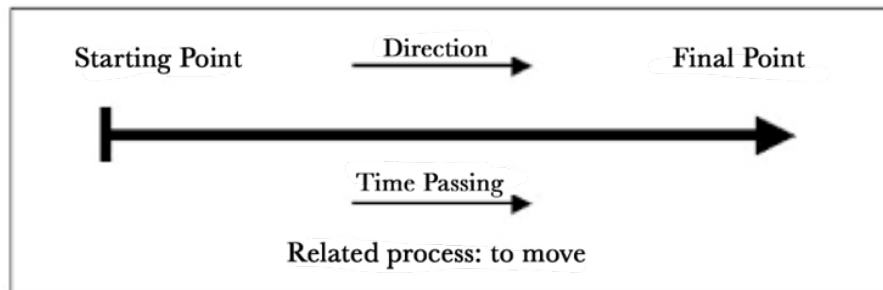 Starting Point
Direction
Final Point
Time Passing
Related process: to move